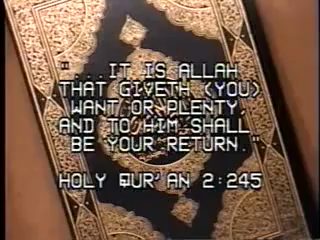 "...IT IS ALLAH
THAT GIVETH (YOU)
WANT OR PLENTY,
AND TO HIM SHALL
BE YOUR RETURN."
HOLY QUR'AN 2:245